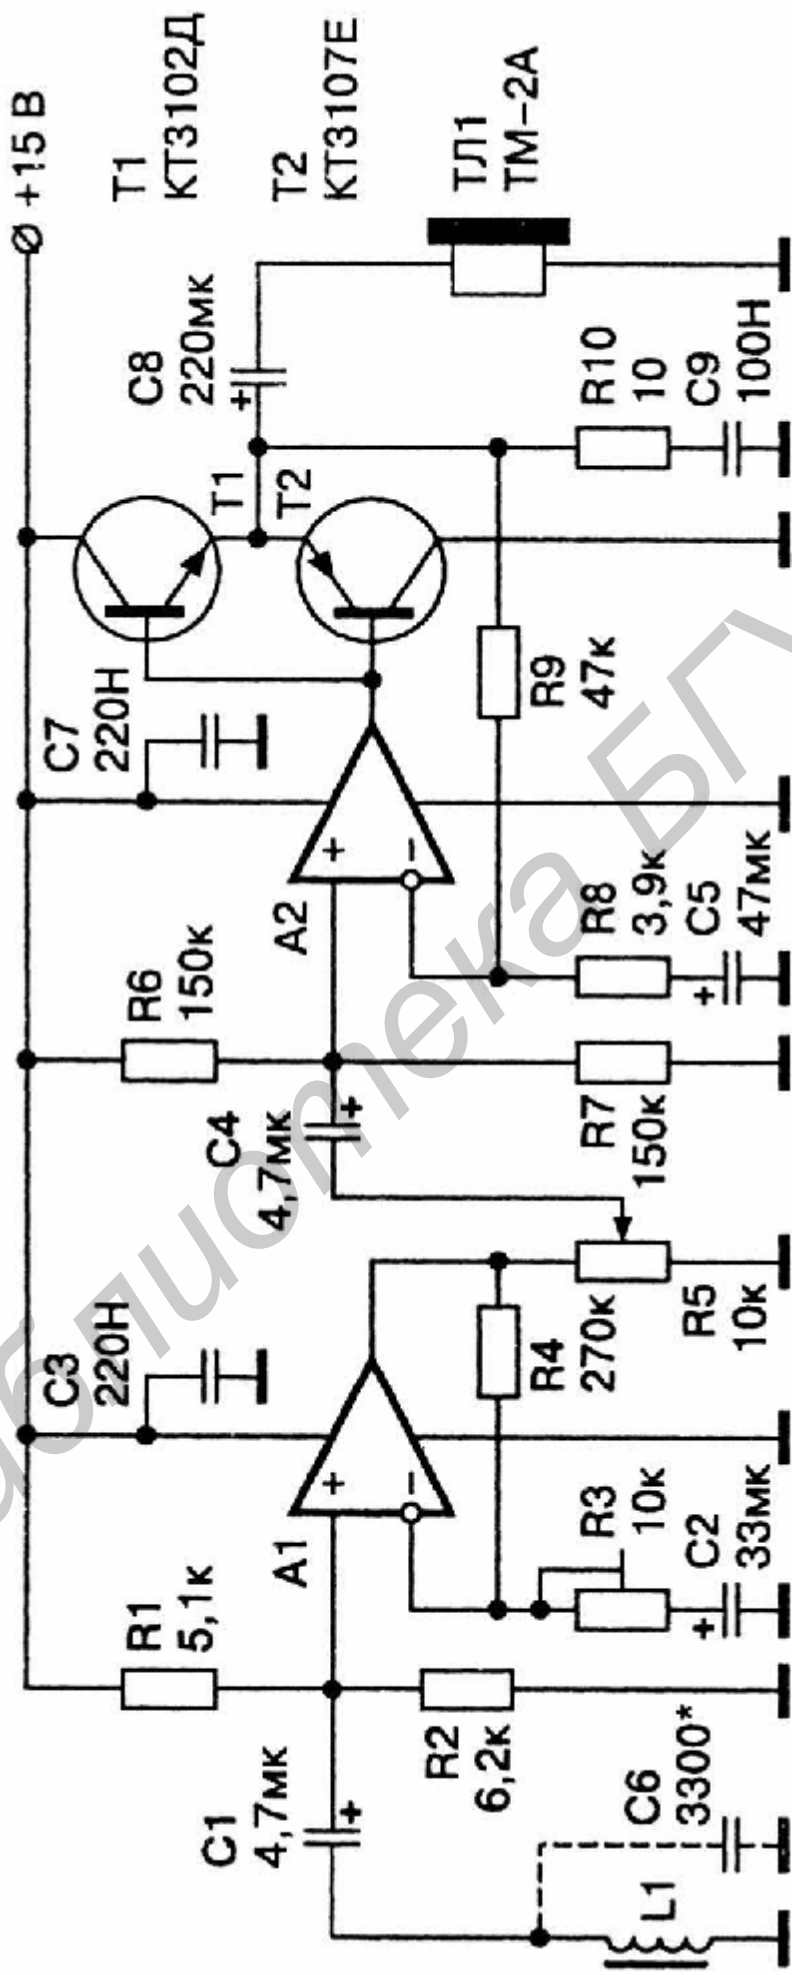 Ø +15 В
T1
КТ3102Д
T2
КТ3107Е
ТЛ1
ТМ–2А
C8
220мк
+
T1
T2
R10
10
C9
100Н
C7
220Н
R9
47к
A2
+
–
R8
3,9к
C5
47мк
+
R6
150к
C4
4,7мк
+
R7
150к
C3
220Н
R4
270к
R5
10к
A1
+
–
R3
10к
C2
33мк
+
R1
5,1к
R2
6,2к
C1
4,7мк
+
C6
3300*
L1
блиотека БГ